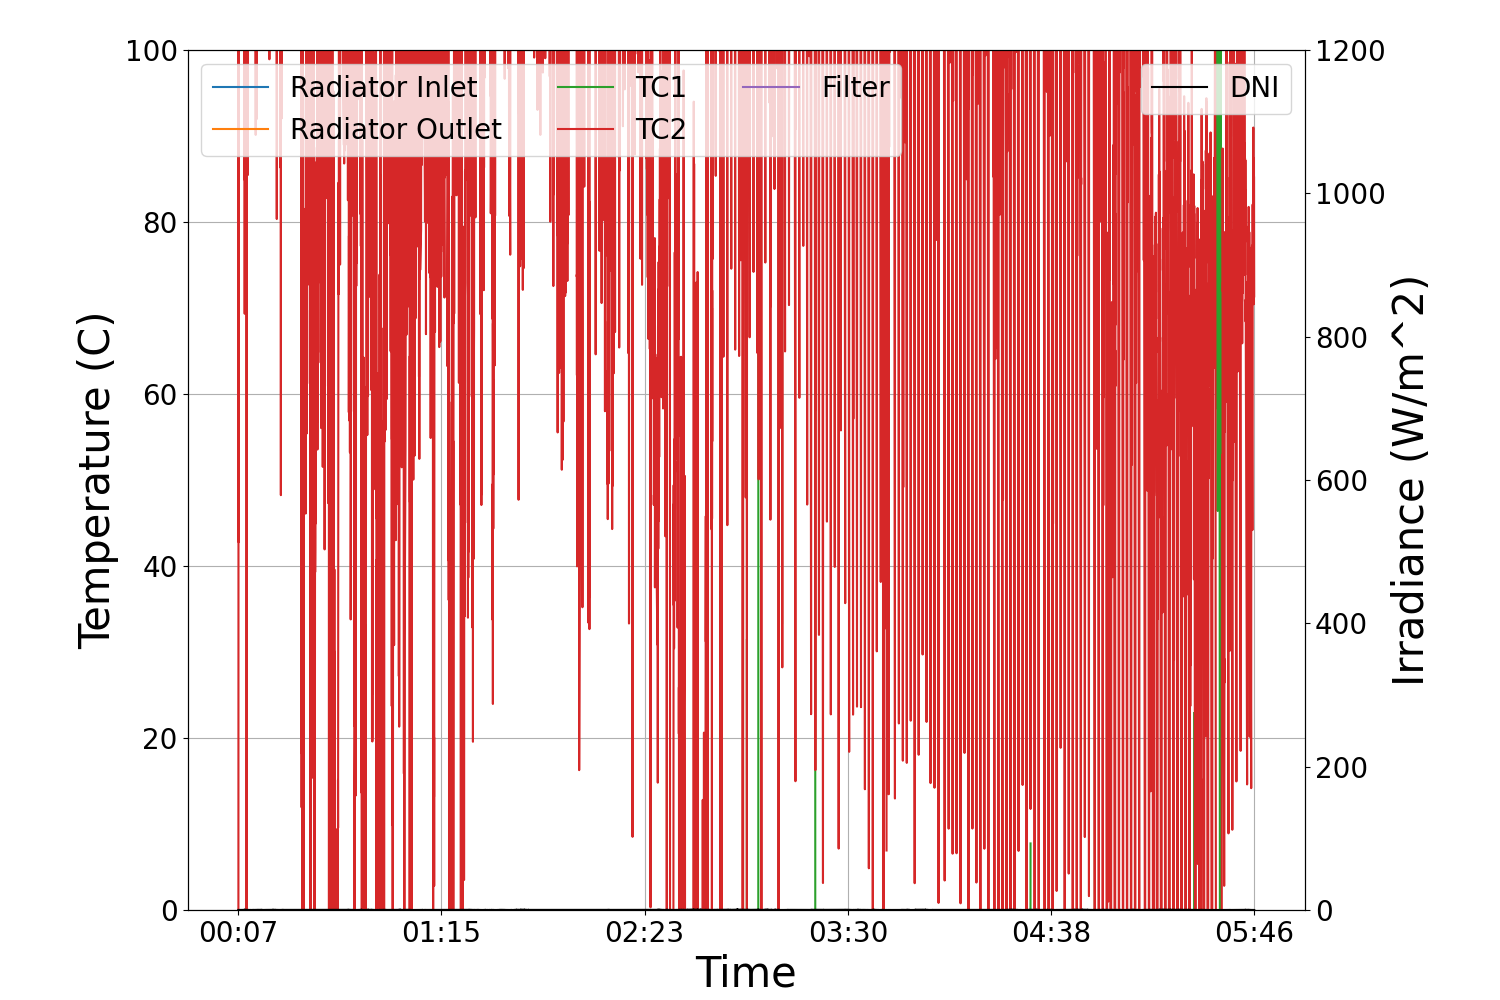 100
80
60
40
20
0
Temperature (C)
Radiator Inlet
Radiator Outlet
TC1
TC2
Filter
DNI
1200
1000
800
600
400
200
0
Irradiance (W/m^2)
00:07 01:15 02:23 03:30 04:38 05:46
Time